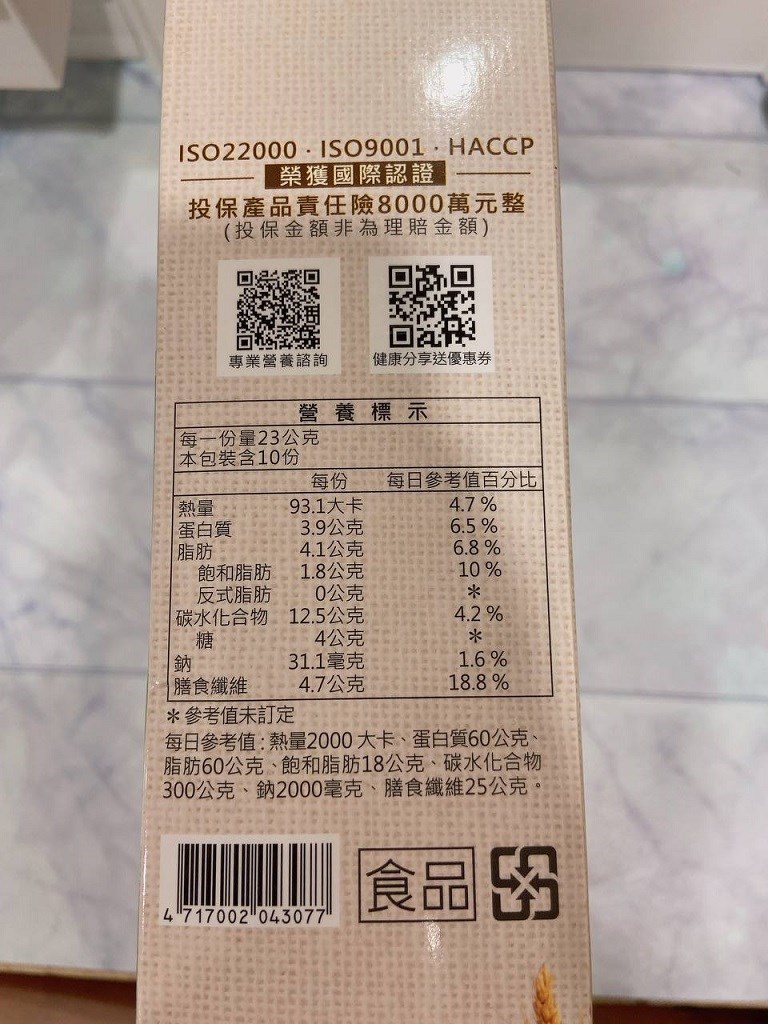 ISO22000 · ISO9001 · HACCP
榮獲國際認證
投保產品責任險8000萬元整
(投保金額非為理賠金額)
專業營養諮詢 健康分享送優惠券
營養標示
每一份量23公克
本包裝含10份
每份 每日參考值百分比
熱量 93.1大卡 4.7 %
蛋白質 3.9公克 6.5 %
脂肪 4.1公克 6.8 %
飽和脂肪 1.8公克 10 %
反式脂肪 0公克 *
碳水化合物 12.5公克 4.2 %
糖 4公克 *
鈉 31.1毫克 1.6 %
膳食纖維 4.7公克 18.8 %
*參考值未訂定
每日參考值:熱量2000 大卡、蛋白質60公克、
脂肪60公克、飽和脂肪18公克、碳水化合物
300公克、鈉2000毫克、膳食纖維25公克。
食品
4 717002 043077